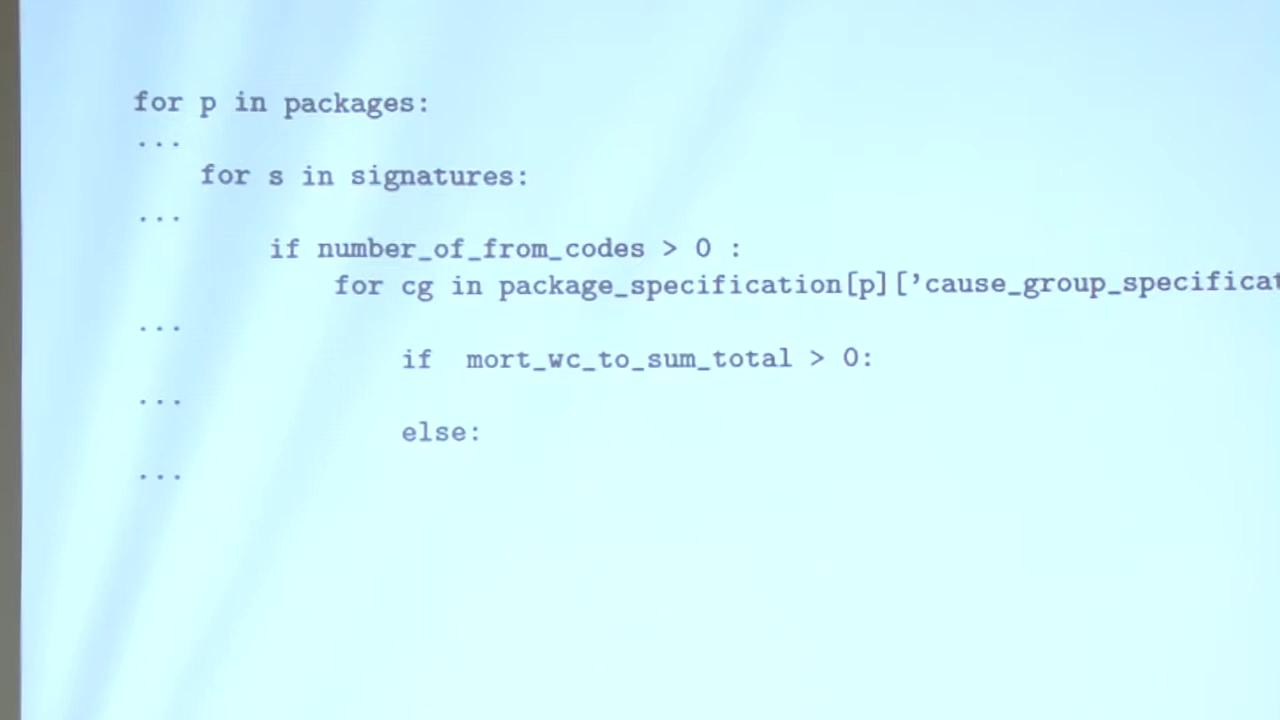 for p in packages:
...
for s in signatures:
...
if number_of_from_codes > 0 :
for cg in package_specification[p]['cause_group_specificat
...
if  mort_wc_to_sum_total > 0:
...
else:
...